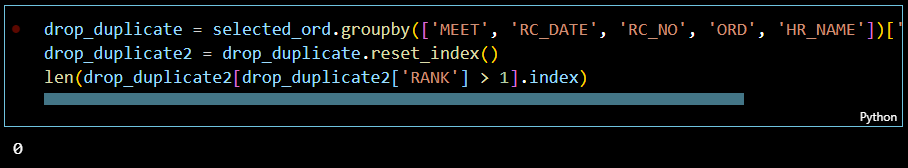 drop_duplicate = selected_ord.groupby(['MEET', 'RC_DATE', 'RC_NO', 'ORD', 'HR_NAME'])['
drop_duplicate2 = drop_duplicate.reset_index()
len(drop_duplicate2[drop_duplicate2['RANK'] > 1].index)
Python
0